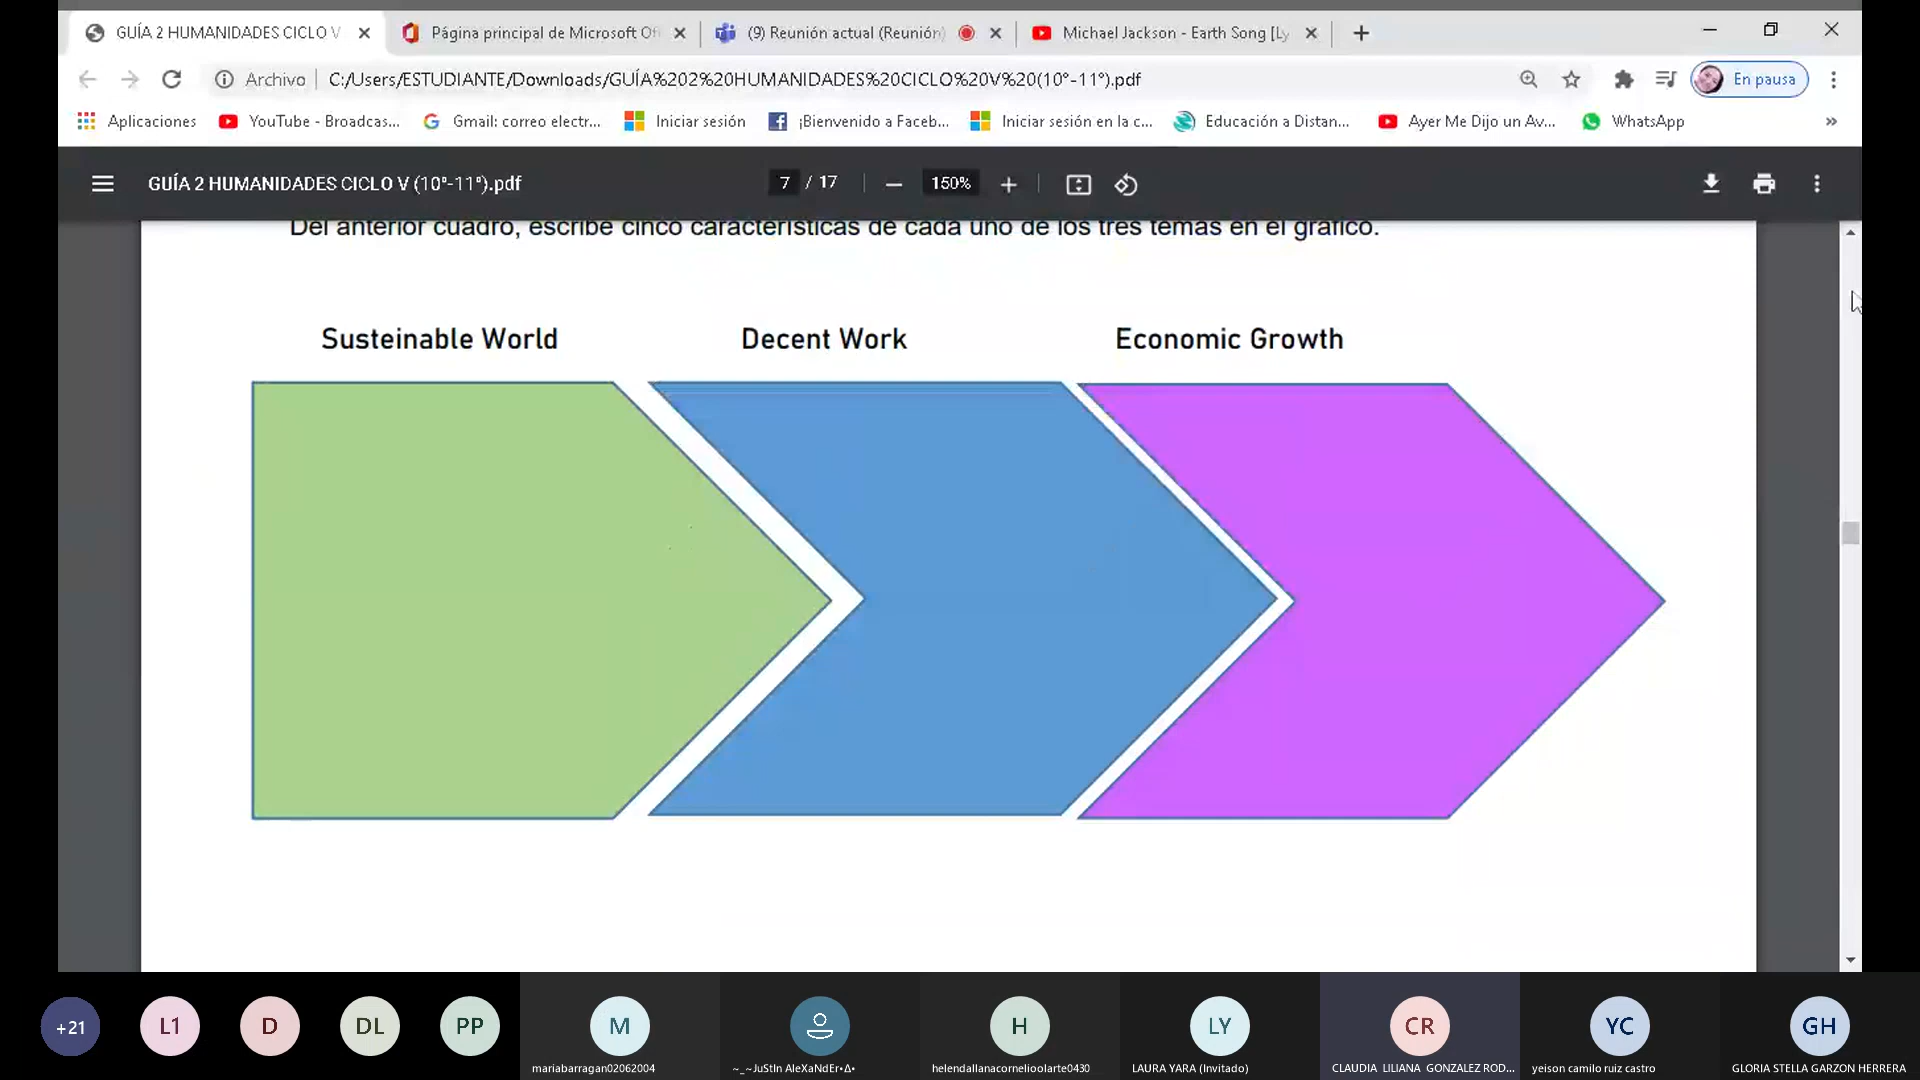 GUÍA 2 HUMANIDADES CICLO V
Página principal de Microsoft Of
(9) Reunión actual (Reunión)
Michael Jackson - Earth Song [Ly
Archivo
C:/Users/ESTUDIANTE/Downloads/GUÍA%202%20HUMANIDADES%20CICLO%20V%20(10°-11°).pdf
En pausa
Aplicaciones
YouTube - Broadcas...
Gmail: correo electr...
Iniciar sesión
¡Bienvenido a Faceb...
Iniciar sesión en la c...
Educación a Distan...
Ayer Me Dijo un Av...
WhatsApp
»
GUÍA 2 HUMANIDADES CICLO V (10°-11°).pdf
7 / 17
150%
Del anterior cuadro, escribe cinco características de cada uno de los tres temas en el gráfico.
Susteinable World
Decent Work
Economic Growth
+21
L1
D
DL
PP
M
H
LY
CR
YC
GH
mariabarragan02062004
~_~JuStIn AleXaNdEr•Δ•
helendallanacornelioolarte0430
LAURA YARA (Invitado)
CLAUDIA LILIANA GONZALEZ ROD...
yeison camilo ruiz castro
GLORIA STELLA GARZON HERRERA